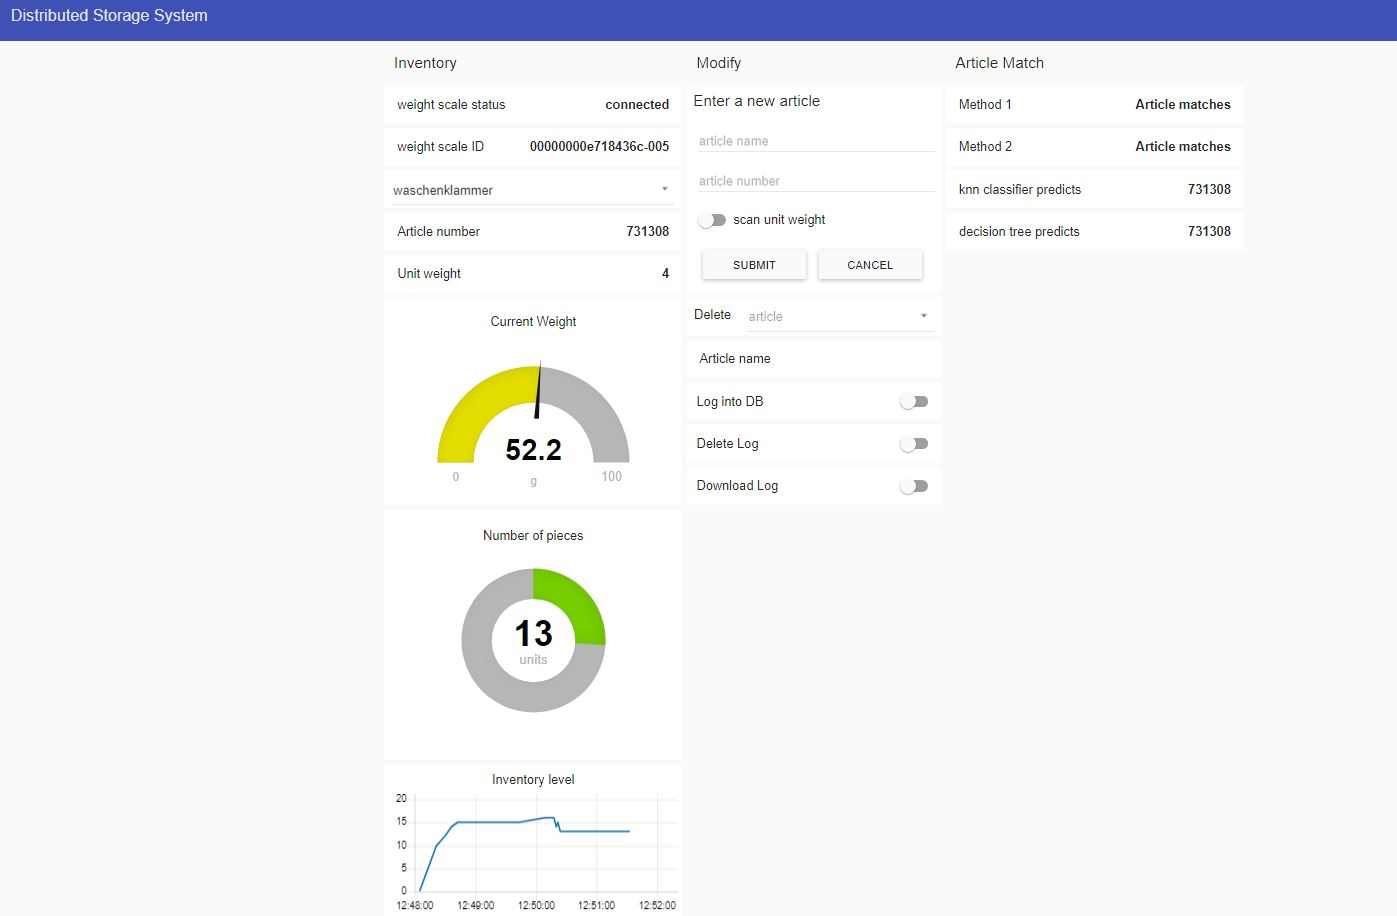 Distributed Storage System
Inventory
weight scale status connected
weight scale ID 00000000e718436c-005
waschenklammer
Article number 731308
Unit weight 4
Current Weight
52.2
0 g 100
Number of pieces
13
units
Inventory level
20
15
10
5
0
12:48:00 12:49:00 12:50:00 12:51:00 12:52:00
Modify
Enter a new article
article name
article number
scan unit weight
SUBMIT CANCEL
Delete article
Article name
Log into DB
Delete Log
Download Log
Article Match
Method 1 Article matches
Method 2 Article matches
knn classifier predicts 731308
decision tree predicts 731308